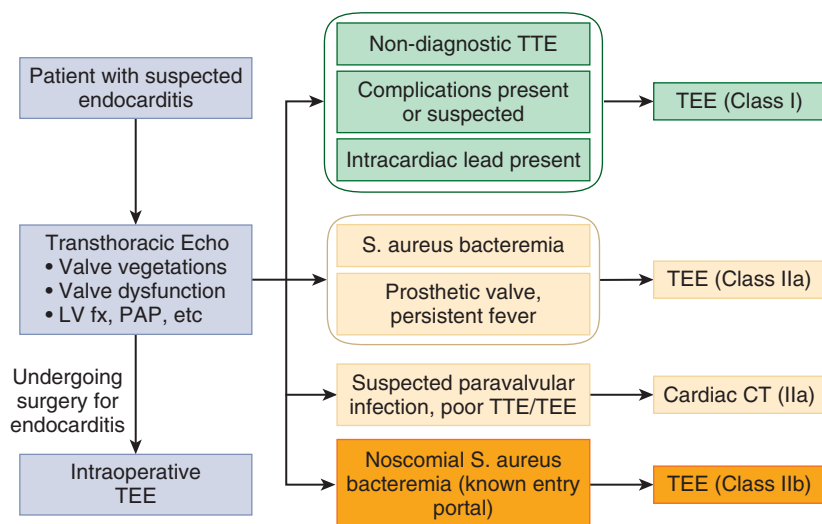 Patient with suspected
endocarditis
Transthoracic Echo
• Valve vegetations
• Valve dysfunction
• LV fx, PAP, etc
Undergoing
surgery for
endocarditis
Intraoperative
TEE
Non-diagnostic TTE
Complications present
or suspected
Intracardiac lead present
TEE (Class I)
S. aureus bacteremia
Prosthetic valve,
persistent fever
TEE (Class IIa)
Suspected paravalvular
infection, poor TTE/TEE
Cardiac CT (IIa)
Noscomial S. aureus
bacteremia (known entry
portal)
TEE (Class IIb)